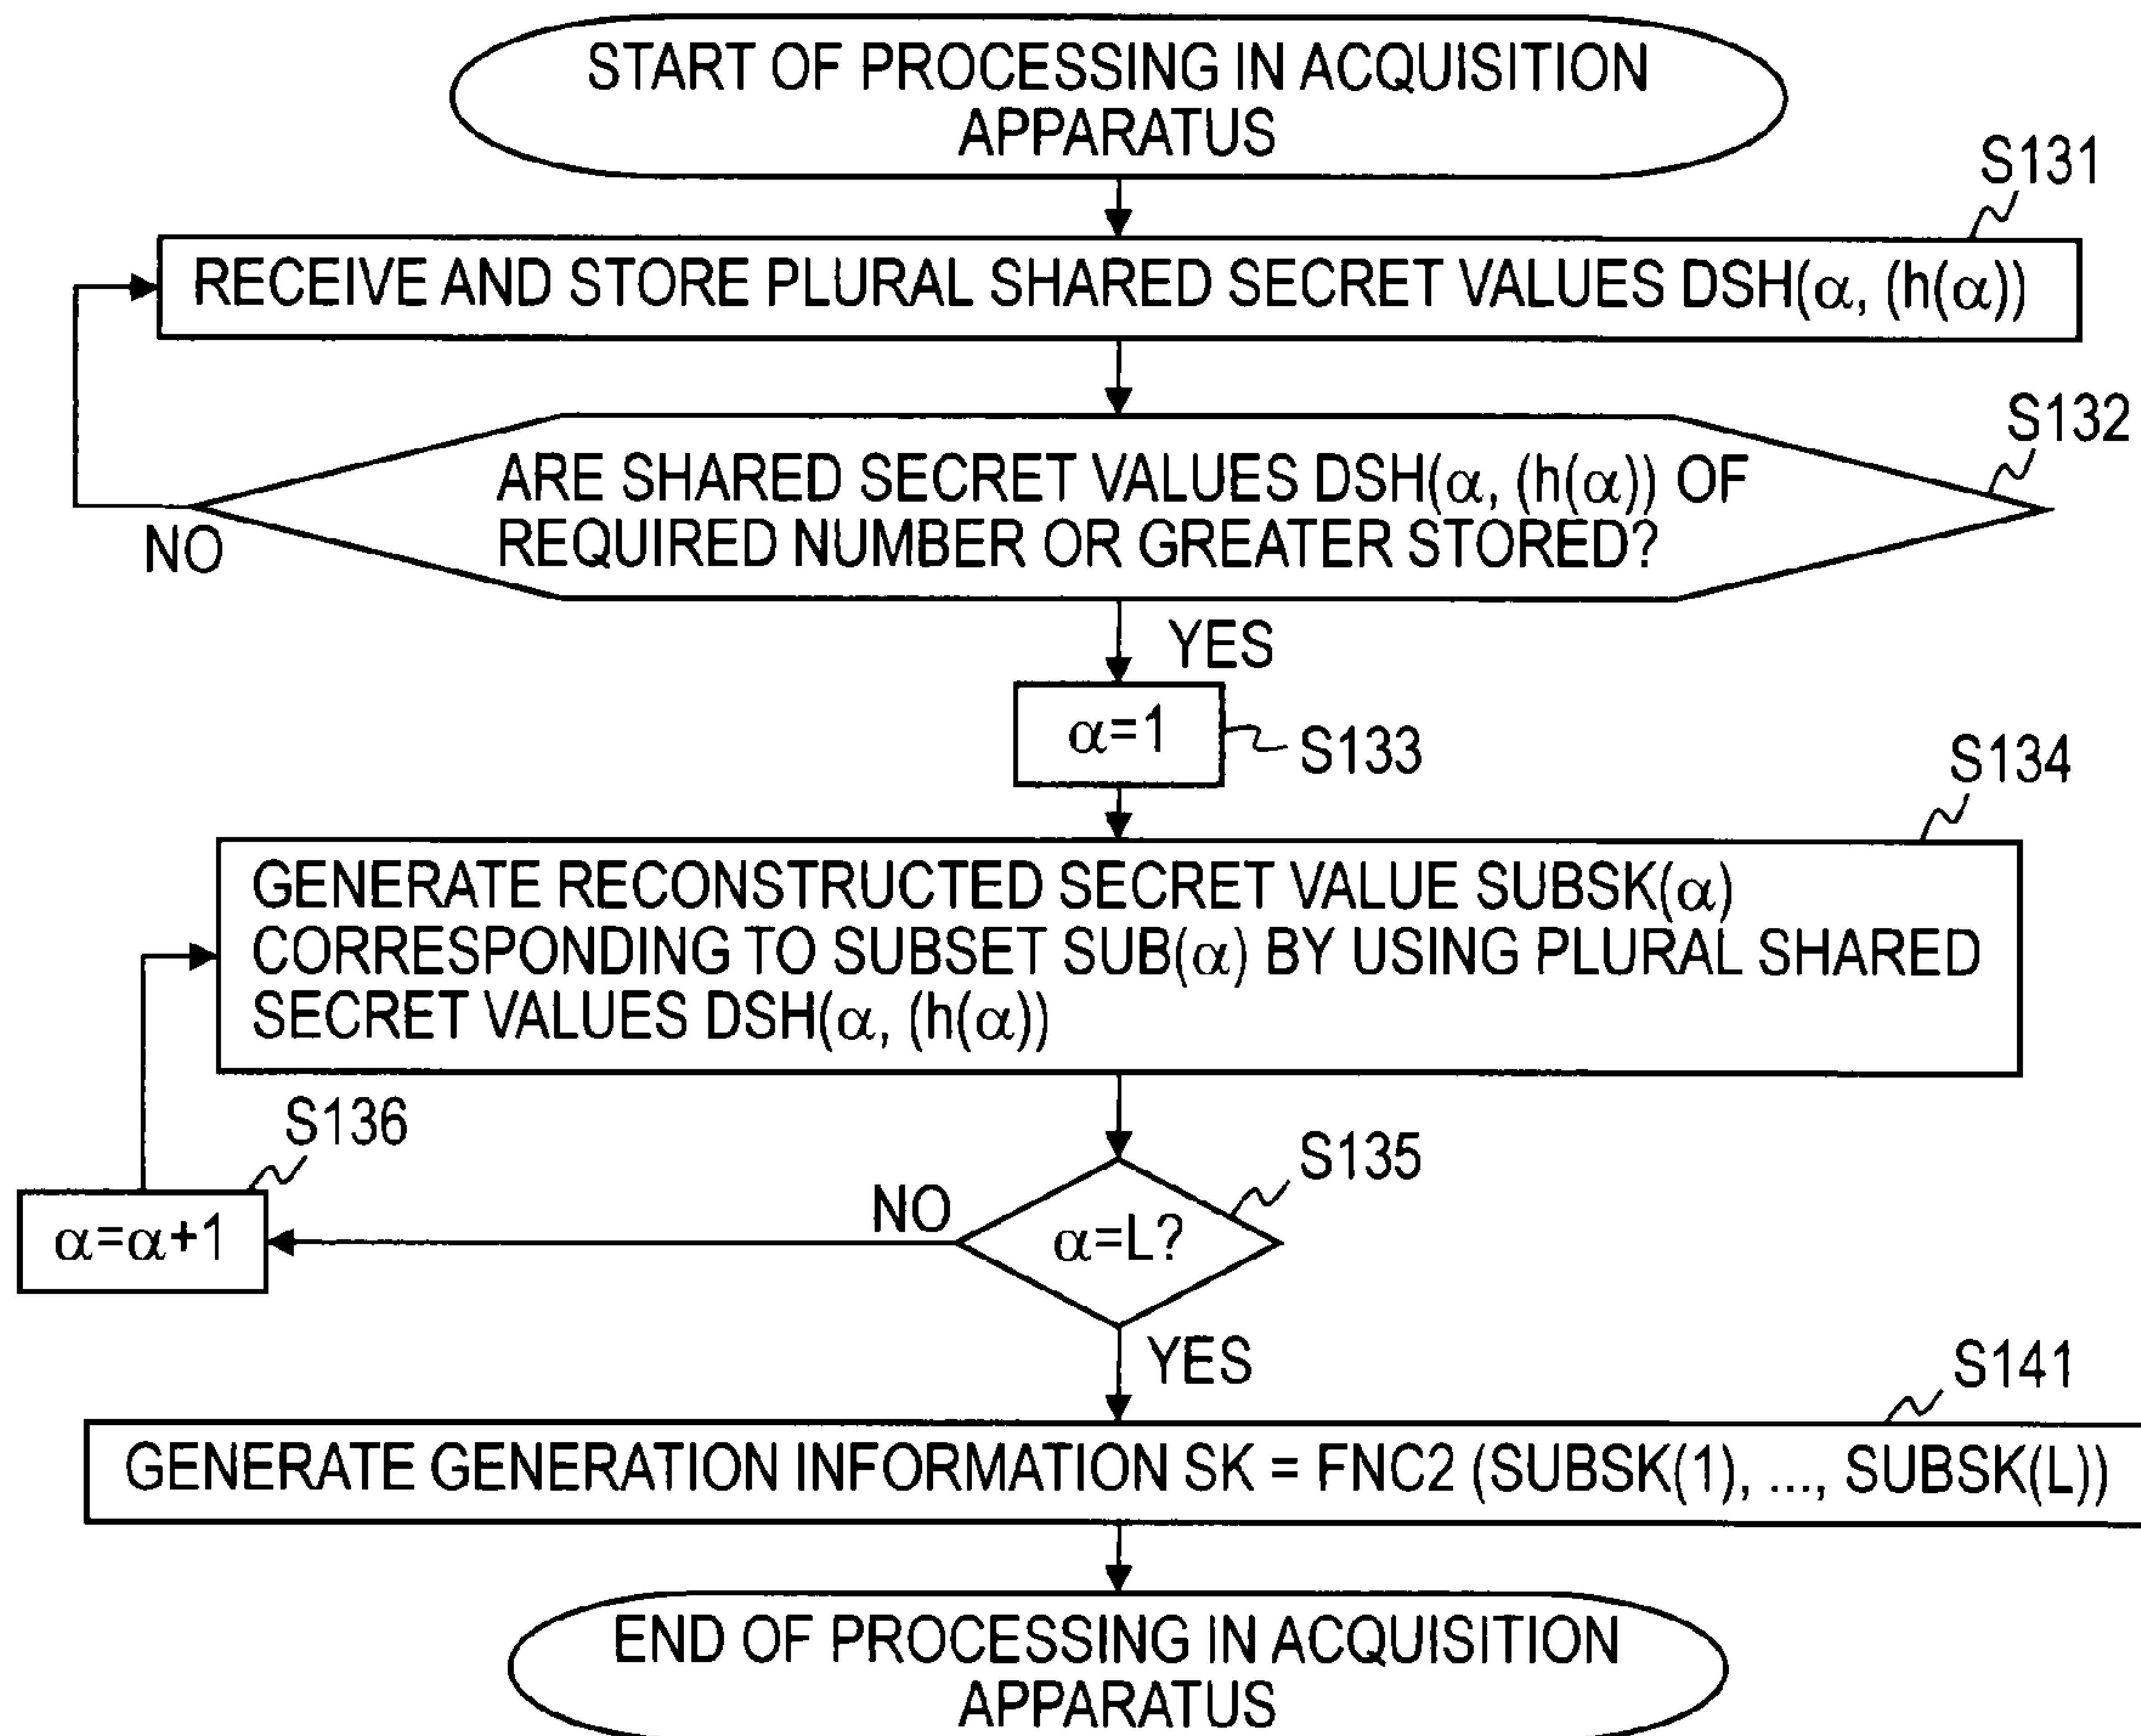 START OF PROCESSING IN ACQUISITION
APPARATUS
S131
RECEIVE AND STORE PLURAL SHARED SECRET VALUES DSH(α, (h(α))
S132
ARE SHARED SECRET VALUES DSH(α, (h(α)) OF
REQUIRED NUMBER OR GREATER STORED?
NO
YES
α=1
S133
S134
GENERATE RECONSTRUCTED SECRET VALUE SUBSK(α)
CORRESPONDING TO SUBSET SUB(α) BY USING PLURAL SHARED
SECRET VALUES DSH(α, (h(α))
S136
S135
α=α+1
NO
α=L?
YES
S141
GENERATE GENERATION INFORMATION SK = FNC2 (SUBSK(1), ..., SUBSK(L))
END OF PROCESSING IN ACQUISITION
APPARATUS